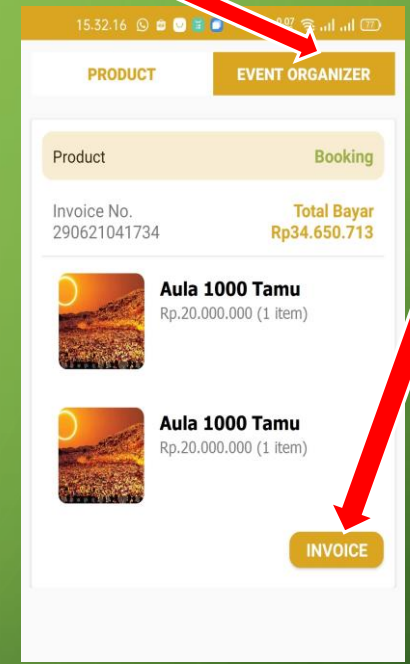 15.32.16
PRODUCT
EVENT ORGANIZER
Product
Booking
Invoice No.
Total Bayar
290621041734
Rp34.650.713
Aula 1000 Tamu
Rp.20.000.000 (1 item)
Aula 1000 Tamu
Rp.20.000.000 (1 item)
INVOICE